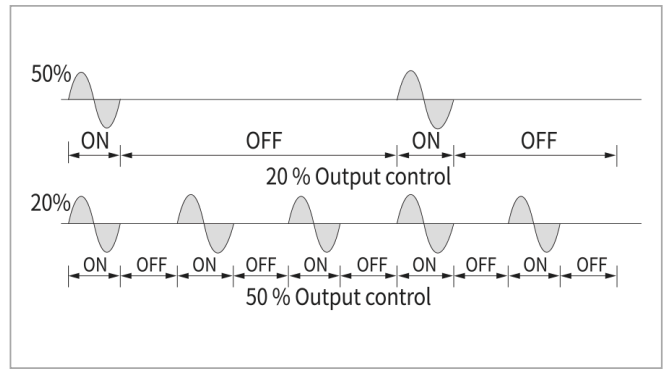 50%
ON OFF ON OFF
20 % Output control
20%
ON OFF ON OFF ON OFF ON OFF ON OFF
50 % Output control